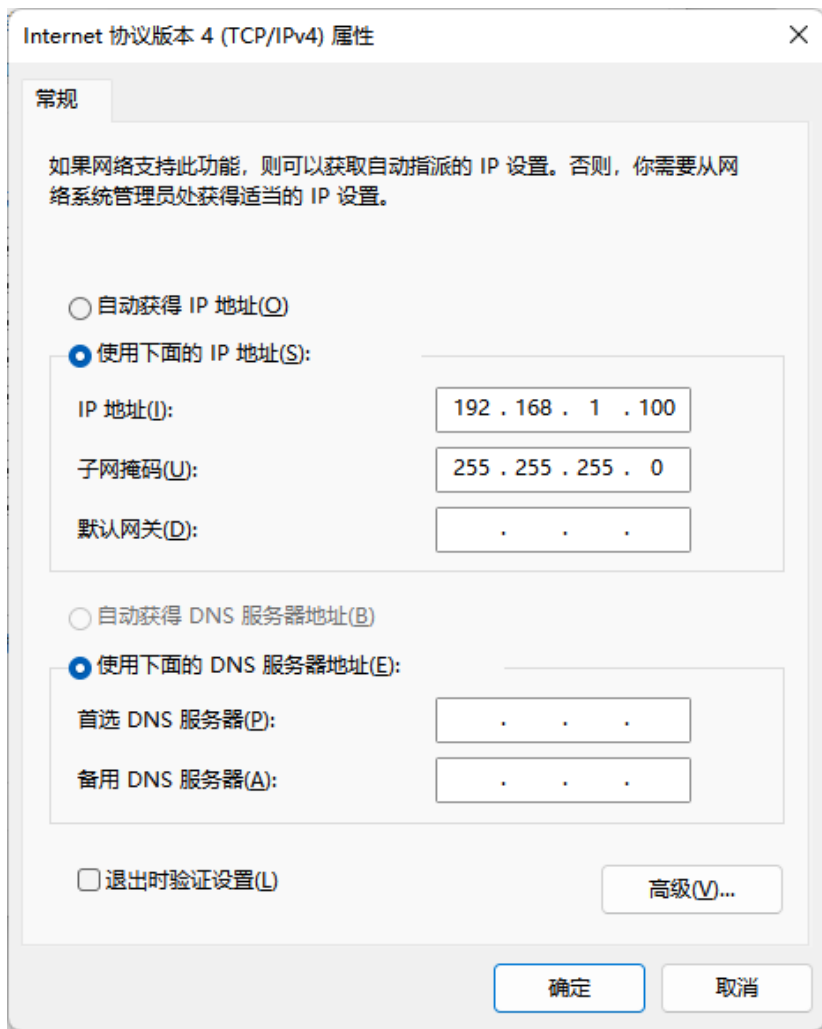 Internet 协议版本 4 (TCP/IPv4) 属性
常规
如果网络支持此功能，则可以获取自动指派的 IP 设置。否则，你需要从网
络系统管理员处获得适当的 IP 设置。
自动获得 IP 地址(O)
使用下面的 IP 地址(S):
IP 地址(I):
192 . 168 . 1 . 100
子网掩码(U):
255 . 255 . 255 . 0
默认网关(D):
. . .
自动获得 DNS 服务器地址(B)
使用下面的 DNS 服务器地址(E):
首选 DNS 服务器(P):
. . .
备用 DNS 服务器(A):
. . .
退出时验证设置(L)
高级(V)...
确定
取消